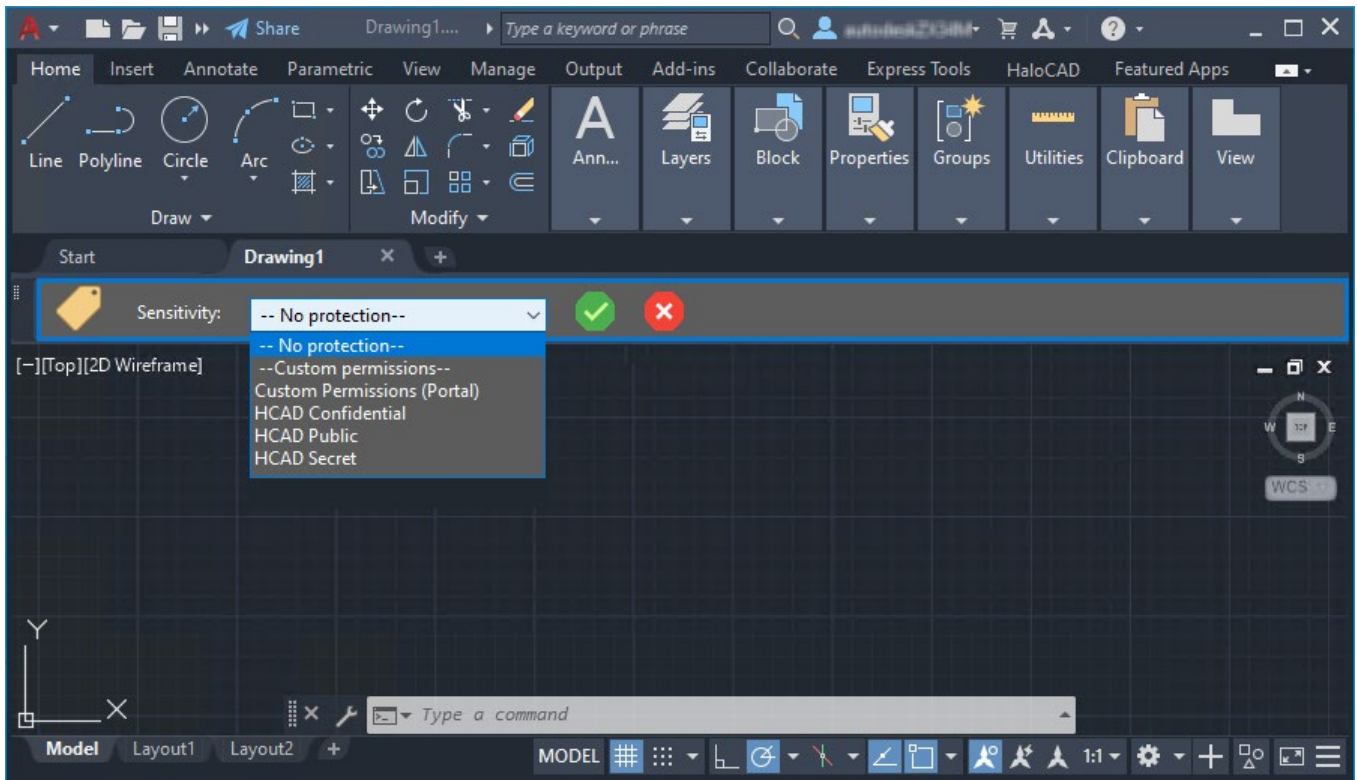 A Share Drawing1.... Type a keyword or phrase
Home Insert Annotate Parametric View Manage Output Add-ins Collaborate Express Tools HaloCAD Featured Apps
Line Polyline Circle Arc A Ann... Layers Block Properties Groups Utilities Clipboard View
Draw Modify
Start Drawing1
Sensitivity: -- No protection--
-- No protection--
--Custom permissions--
Custom Permissions (Portal)
HCAD Confidential
HCAD Public
HCAD Secret
[−][Top][2D Wireframe]
N
W TOP E
S
WCS
Y
X
Type a command
Model Layout1 Layout2 + MODEL 1:1